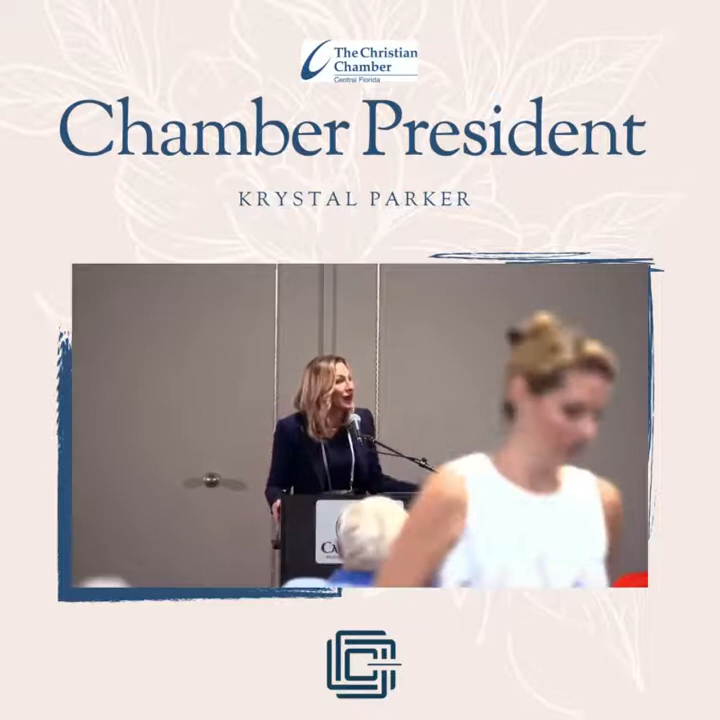 The Christian
Chamber
Central Florida
Chamber President
KRYSTAL PARKER